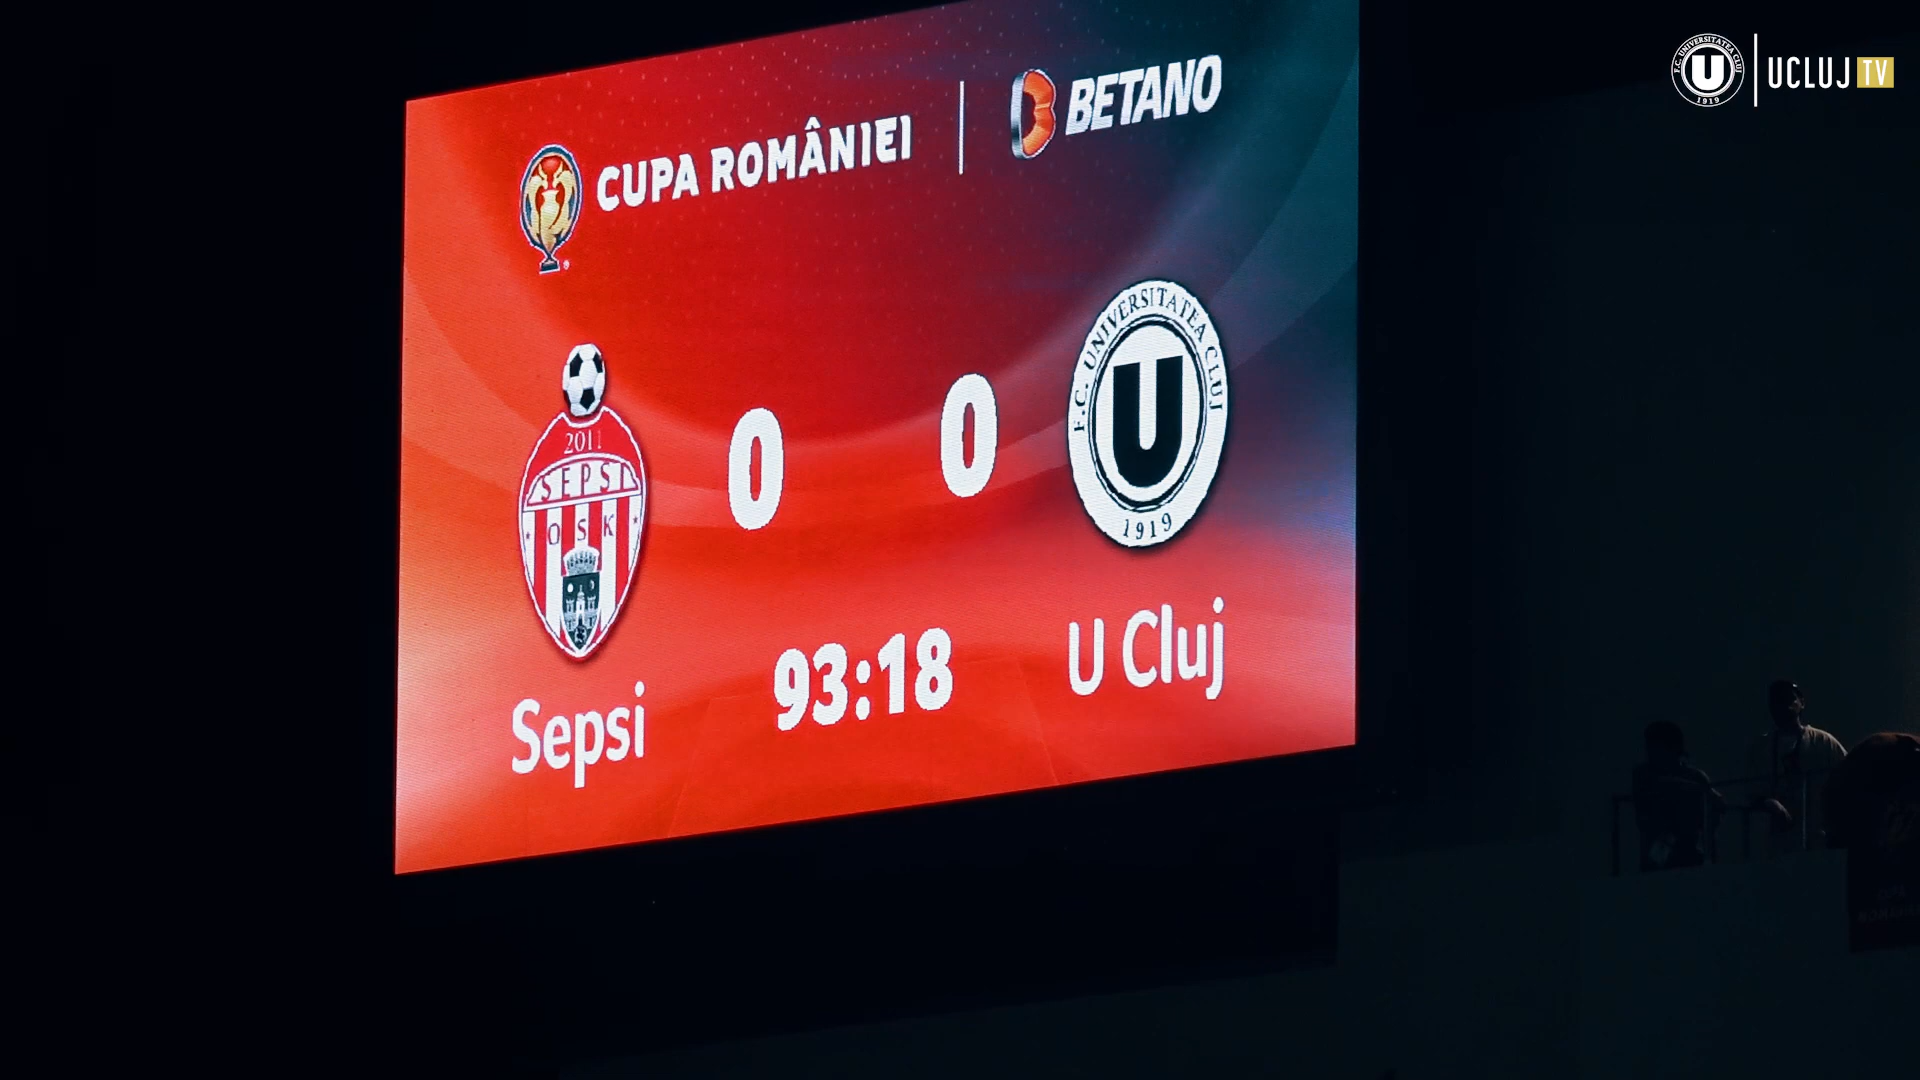 F.C. UNIVERSITATEA CLUJ
1919
UCLUJ TV
CUPA ROMÂNIEI
BETANO
2011
SEPSI
OSK
0
0
F.C. UNIVERSITATEA CLUJ
U
1919
Sepsi
93:18
U Cluj